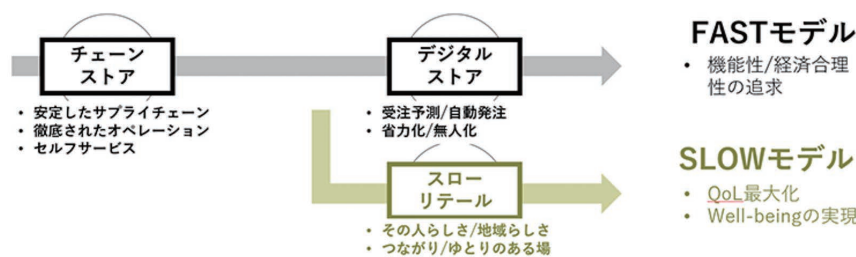 チェーン
ストア
・ 安定したサプライチェーン
・ 徹底されたオペレーション
・ セルフサービス
デジタル
ストア
・ 受注予測/自動発注
・ 省力化/無人化
FASTモデル
・ 機能性/経済合理
性の追求
スロー
リテール
・ その人らしさ/地域らしさ
・ つながり/ゆとりのある場
SLOWモデル
・ QoL最大化
・ Well-beingの実現